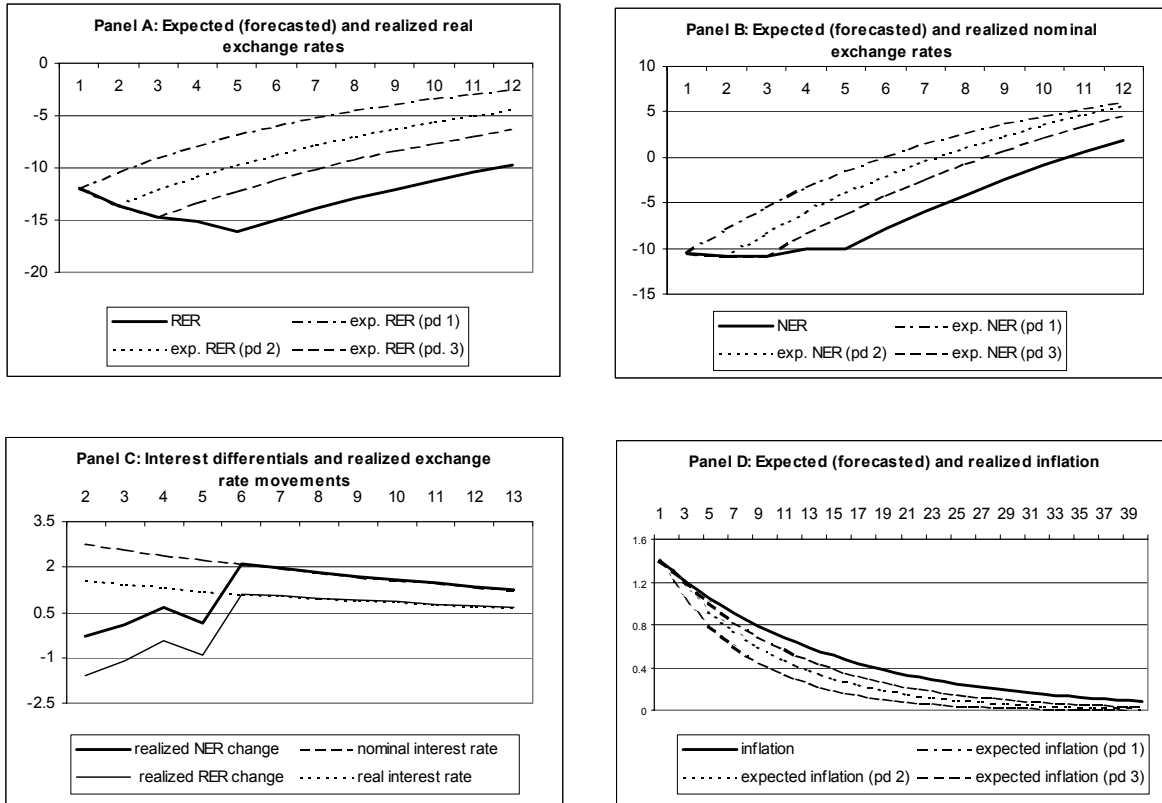 Panel A: Expected (forecasted) and realized real
exchange rates
0
1 2 3 4 5 6 7 8 9 10 11 12
-5
-10
-15
-20
RER
exp. RER (pd 1)
exp. RER (pd 2)
exp. RER (pd. 3)
Panel B: Expected (forecasted) and realized nominal
exchange rates
10
1 2 3 4 5 6 7 8 9 10 11 12
5
0
-5
-10
-15
NER
exp. NER (pd 1)
exp. NER (pd 2)
exp. NER (pd 3)
Panel C: Interest differentials and realized exchange
rate movements
2 3 4 5 6 7 8 9 10 11 12 13
3.5
2
0.5
-1
-2.5
realized NER change
nominal interest rate
realized RER change
real interest rate
Panel D: Expected (forecasted) and realized inflation
1 3 5 7 9 11 13 15 17 19 21 23 25 27 29 31 33 35 37 39
1.6
1.2
0.8
0.4
0
inflation
expected inflation (pd 1)
expected inflation (pd 2)
expected inflation (pd 3)